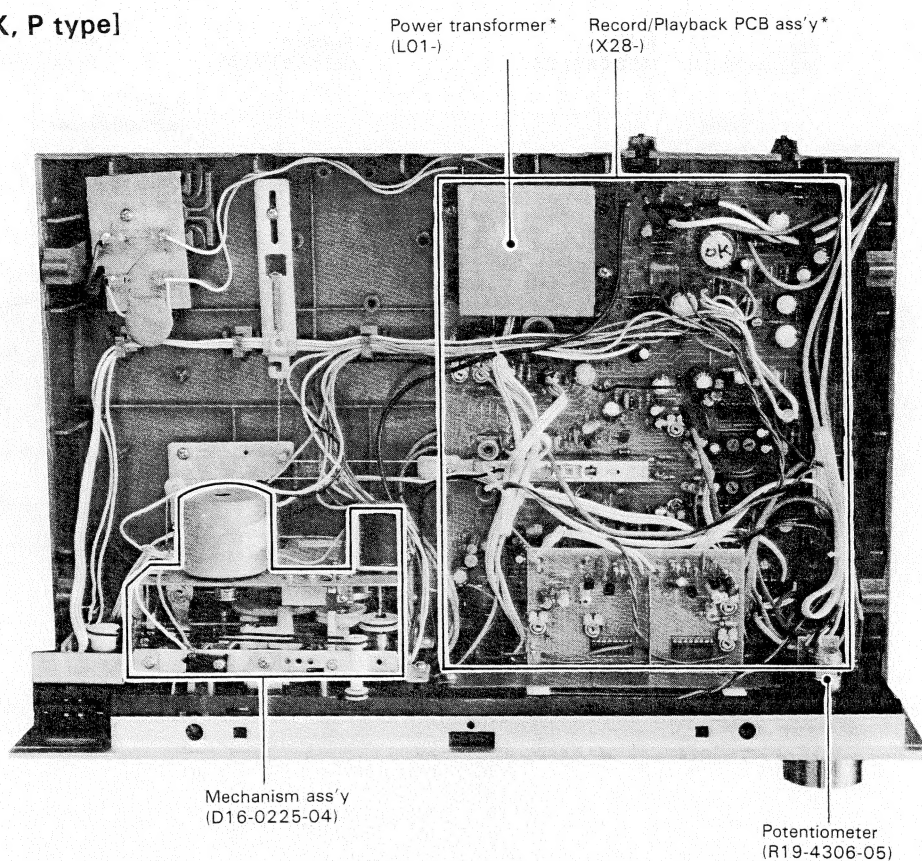 K, P type]
Power transformer*
(L01-)
Record/Playback PCB ass'y*
(X28-)
OK
Mechanism ass'y
(D16-0225-04)
Potentiometer
(R19-4306-05)